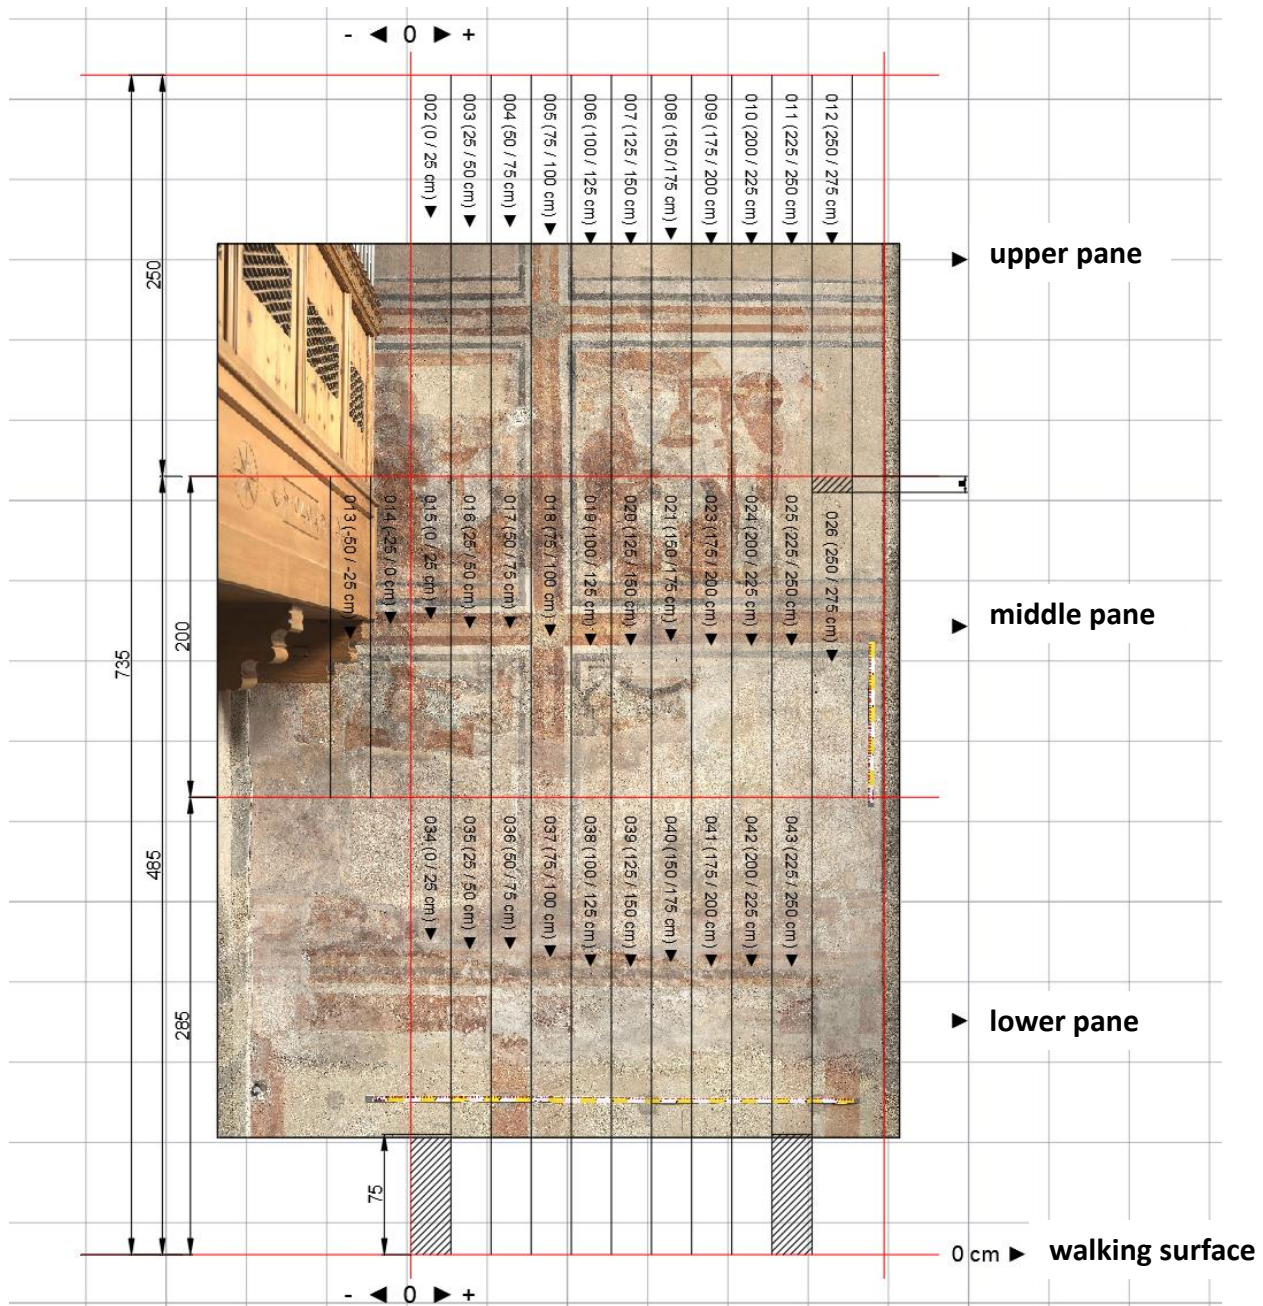 - ◄ 0 ► +
002 (0 / 25 cm) ►
003 (25 / 50 cm) ►
004 (50 / 75 cm) ►
005 (75 / 100 cm) ►
006 (100 / 125 cm) ►
007 (125 / 150 cm) ►
008 (150 /175 cm) ►
009 (175 / 200 cm) ►
010 (200 / 225 cm) ►
011 (225 / 250 cm) ►
012 (250 / 275 cm) ►
► upper pane
250
013 (-50 / -25 cm) ►
014 (-25 / 0 cm) ►
015 (0 / 25 cm) ►
016 (25 / 50 cm) ►
017 (50 / 75 cm) ►
018 (75 / 100 cm) ►
019 (100 / 125 cm) ►
020 (125 / 150 cm) ►
021 (150/175 cm) ►
023 (175 / 200 cm) ►
024 (200 / 225 cm) ►
025 (225 / 250 cm) ►
026 (250 / 275 cm) ►
► middle pane
200
735
485
034 (0 / 25 cm) ►
035 (25 / 50 cm) ►
036 (50 / 75 cm) ►
037 (75 / 100 cm) ►
038 (100 / 125 cm) ►
039 (125 / 150 cm) ►
040 (150 /175 cm) ►
041 (175 / 200 cm) ►
042 (200 / 225 cm) ►
043 (225 / 250 cm) ►
► lower pane
285
75
0 cm ► walking surface
- ◄ 0 ► +